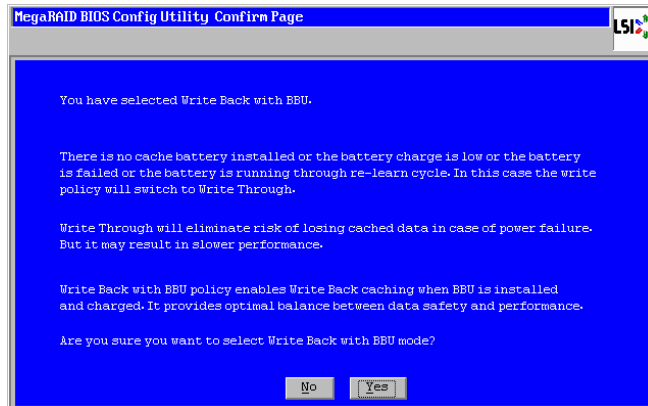 MegaRAID BIOS Config Utility Confirm Page
LSI
You have selected Write Back with BBU.
There is no cache battery installed or the battery charge is low or the battery
is failed or the battery is running through re-learn cycle. In this case the write
policy will switch to Write Through.
Write Through will eliminate risk of losing cached data in case of power failure.
But it may result in slower performance.
Write Back with BBU policy enables Write Back caching when BBU is installed
and charged. It provides optimal balance between data safety and performance.
Are you sure you want to select Write Back with BBU mode?
No Yes